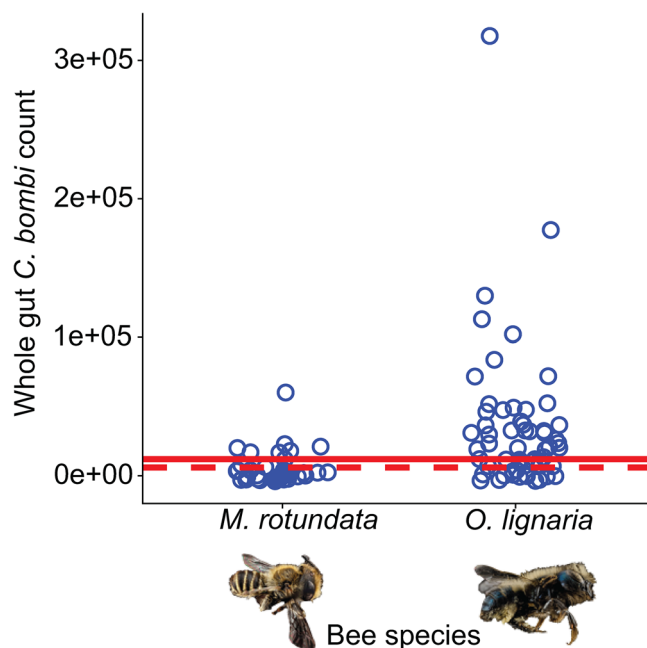 Whole gut C. bombi count
3e+05
2e+05
1e+05
0e+00
M. rotundata
O. lignaria
Bee species